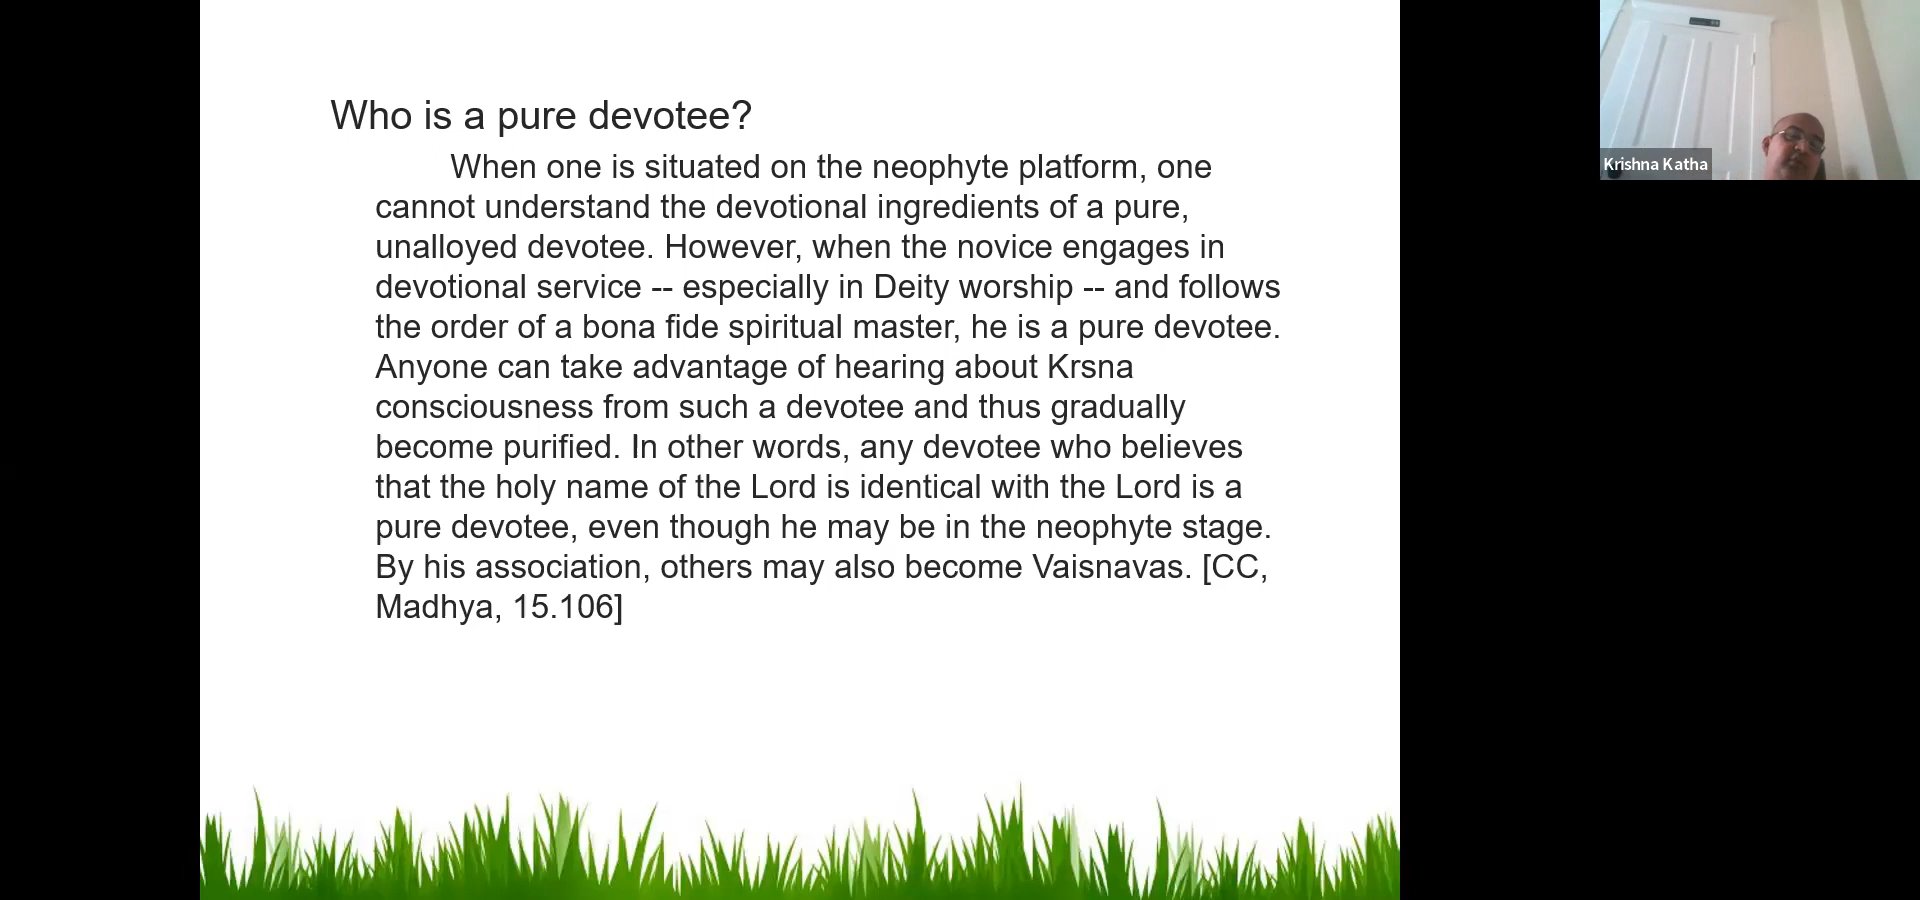 Who is a pure devotee?
When one is situated on the neophyte platform, one
cannot understand the devotional ingredients of a pure,
unalloyed devotee. However, when the novice engages in
devotional service -- especially in Deity worship -- and follows
the order of a bona fide spiritual master, he is a pure devotee.
Anyone can take advantage of hearing about Krsna
consciousness from such a devotee and thus gradually
become purified. In other words, any devotee who believes
that the holy name of the Lord is identical with the Lord is a
pure devotee, even though he may be in the neophyte stage.
By his association, others may also become Vaisnavas. [CC,
Madhya, 15.106]
Krishna Katha